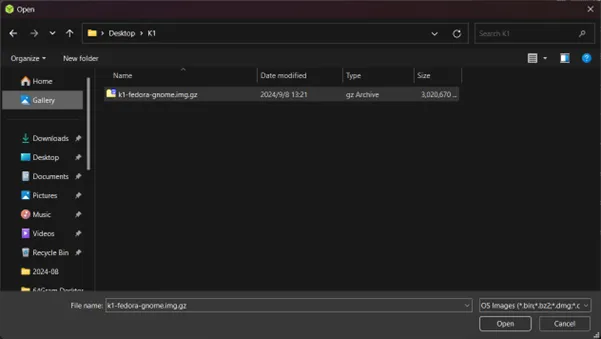 Open
Desktop > K1
Search K1
Organize
New folder
Name
Date modified
Type
Size
Home
Gallery
k1-fedora-gnome.img.gz
2024/9/8 13:21
gz Archive
3,020,670 ...
Downloads
Desktop
Documents
Pictures
Music
Videos
Recycle Bin
2024-08
64Gram Desktop
File name:
k1-fedora-gnome.img.gz
OS Images (*.bin;*.bz2;*.dmg;*.c
Open
Cancel